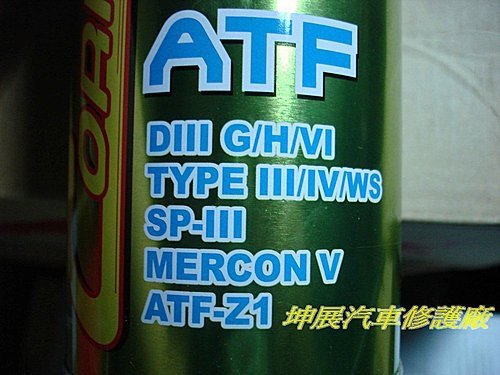 ATF
DIII G/H/VI
TYPE III/IV/WS
SP-III
MERCON V
ATF-Z1
坤展汽車修護廠